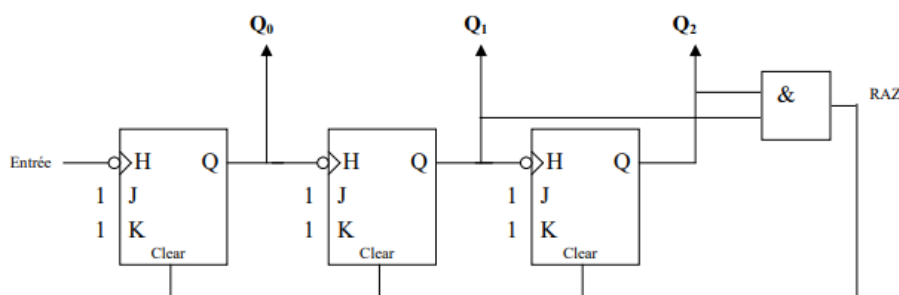 Q₀ Q₁ Q₂
& RAZ
Entrée H Q H Q H Q
1 J 1 J 1 J
1 K 1 K 1 K
Clear Clear Clear